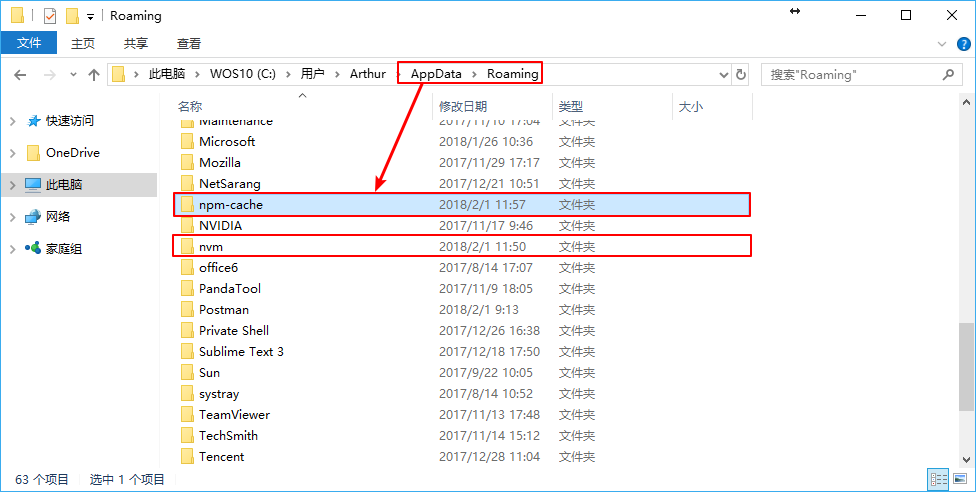 Roaming
文件 主页 共享 查看
此电脑 WOS10 (C:) 用户 Arthur AppData Roaming 搜索"Roaming"
名称 修改日期 类型 大小
快速访问
OneDrive
此电脑
网络
家庭组
Maintenance 2017/11/10 17:04 文件夹
Microsoft 2018/1/26 10:36 文件夹
Mozilla 2017/11/29 17:17 文件夹
NetSarang 2017/12/21 10:51 文件夹
npm-cache 2018/2/1 11:57 文件夹
NVIDIA 2017/11/17 9:46 文件夹
nvm 2018/2/1 11:50 文件夹
office6 2017/8/14 17:07 文件夹
PandaTool 2017/11/9 18:05 文件夹
Postman 2018/2/1 9:13 文件夹
Private Shell 2017/12/26 16:38 文件夹
Sublime Text 3 2017/12/18 17:50 文件夹
Sun 2017/9/22 10:05 文件夹
systray 2017/8/14 10:52 文件夹
TeamViewer 2017/11/13 17:48 文件夹
TechSmith 2017/11/14 15:12 文件夹
Tencent 2017/12/28 11:04 文件夹
63 个项目 选中 1 个项目